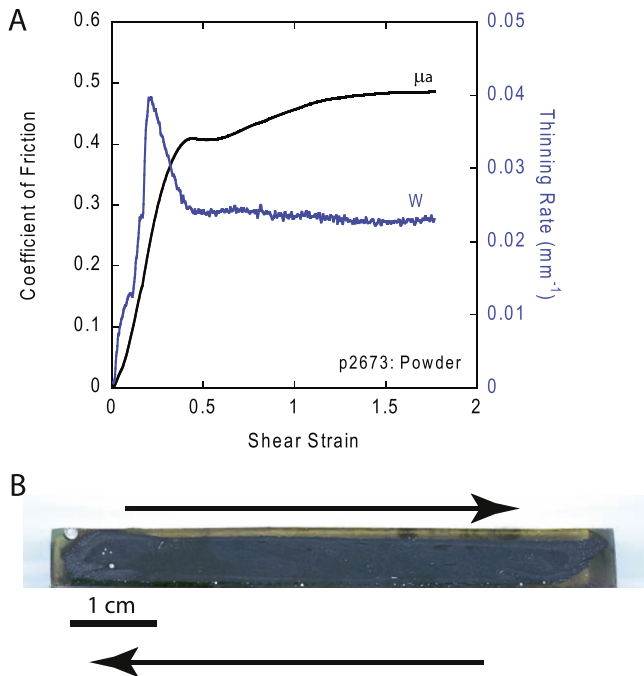 A
0.6
0.5
0.4
0.3
0.2
0.1
0
0.05
0.04
0.03
0.02
0.01
0
0
0.5
1
1.5
2
Coefficient of Friction
Thinning Rate (mm⁻¹)
Shear Strain
μa
W
p2673: Powder
B
1 cm